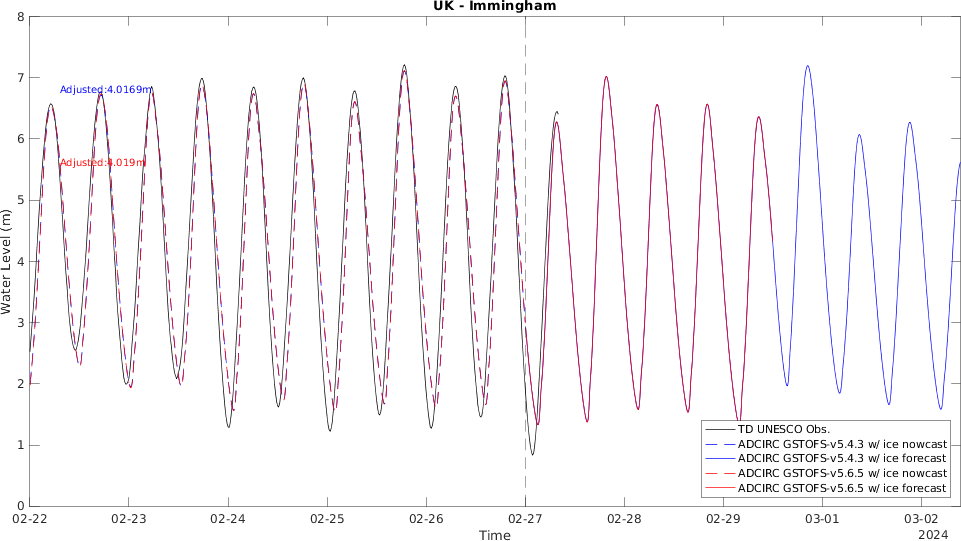 UK - Immingham
8
7
6
5
4
3
2
1
0
Water Level (m)
Adjusted:4.0169m
Adjusted:4.019m
TD UNESCO Obs.
ADCIRC GSTOFS-v5.4.3 w/ ice nowcast
ADCIRC GSTOFS-v5.4.3 w/ ice forecast
ADCIRC GSTOFS-v5.6.5 w/ ice nowcast
ADCIRC GSTOFS-v5.6.5 w/ ice forecast
02-22 02-23 02-24 02-25 02-26 02-27 02-28 02-29 03-01 03-02
Time
2024